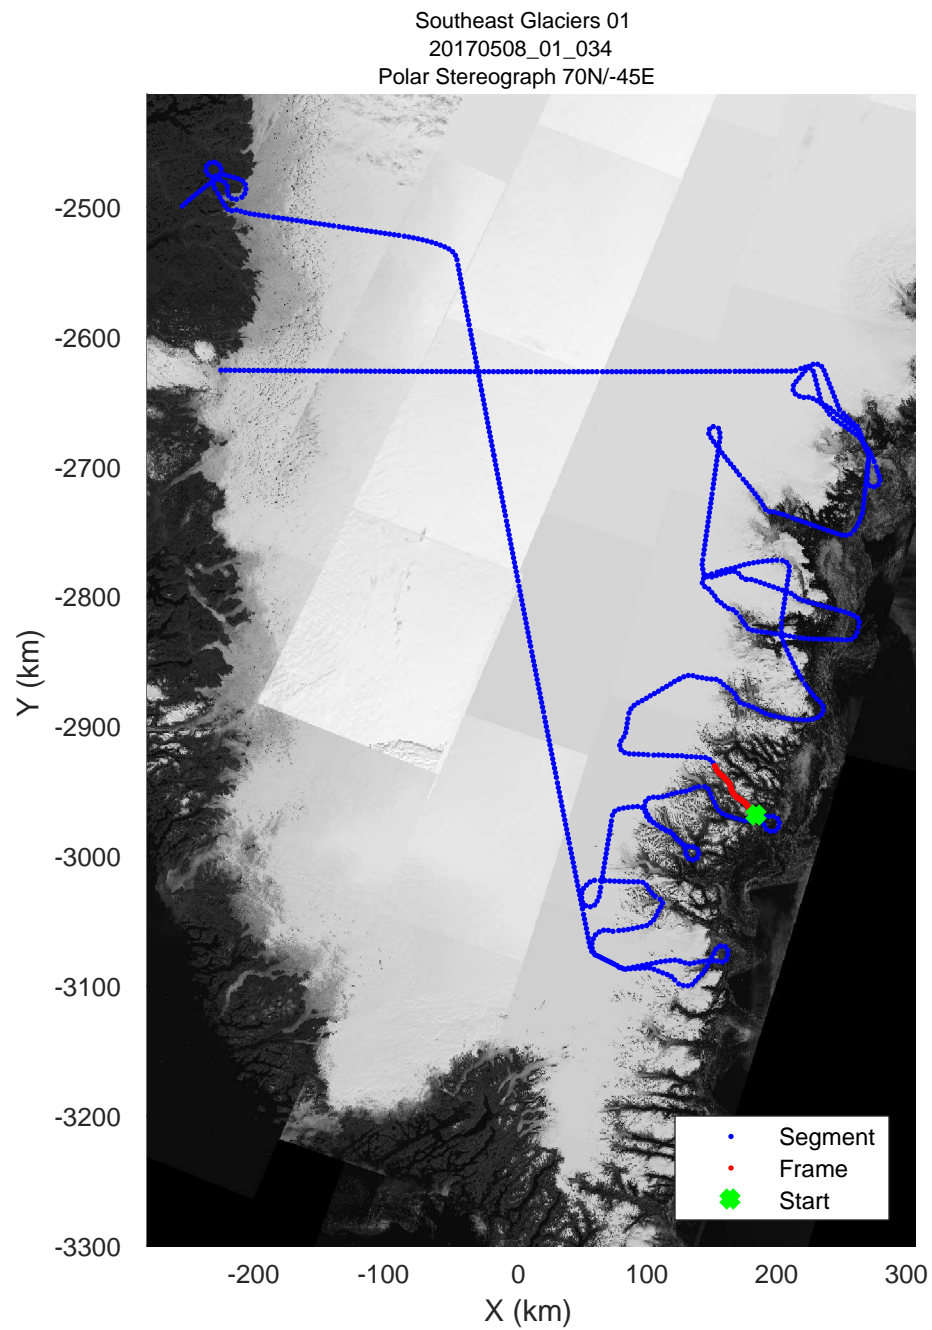 Southeast Glaciers 01
20170508_01_034
Polar Stereograph 70N/-45E
Y (km)
-2500
-2600
-2700
-2800
-2900
-3000
-3100
-3200
-3300
Segment
Frame
Start
-200 -100 0 100 200 300
X (km)